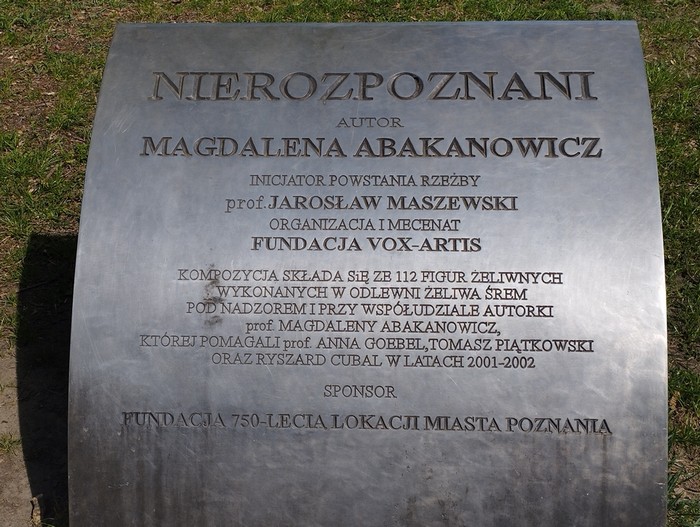 NIEROZPOZNANI
AUTOR
MAGDALENA ABAKANOWICZ
INICJATOR POWSTANIA RZEŻBY
prof. JAROSŁAW MASZEWSKI
ORGANIZACJA I MECENAT
FUNDACJA VOX-ARTIS
KOMPOZYCJA SKŁADA SiĘ ZE 112 FIGUR ŻELIWNYCH
WYKONANYCH W ODLEWNI ŻELIWA ŚREM
POD NADZOREM I PRZY WSPÓŁUDZIALE AUTORKI
prof. MAGDALENY ABAKANOWICZ,
KTÓREJ POMAGALI prof. ANNA GOEBEL,TOMASZ PIĄTKOWSKI
ORAZ RYSZARD CUBAL W LATACH 2001-2002
SPONSOR
FUNDACJA 750-LECIA LOKACJI MIASTA POZNANIA